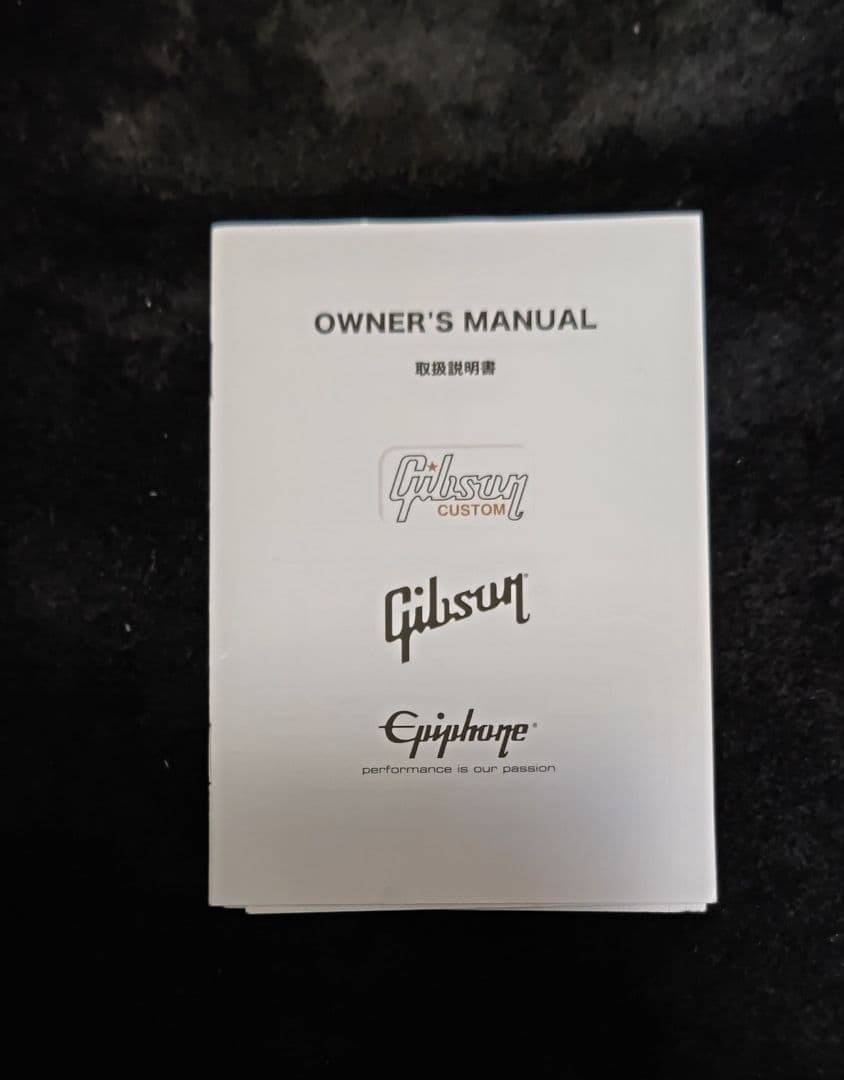 OWNER'S MANUAL
取扱説明書
Gibson
CUSTOM
Gibson
Epiphone
performance is our passion